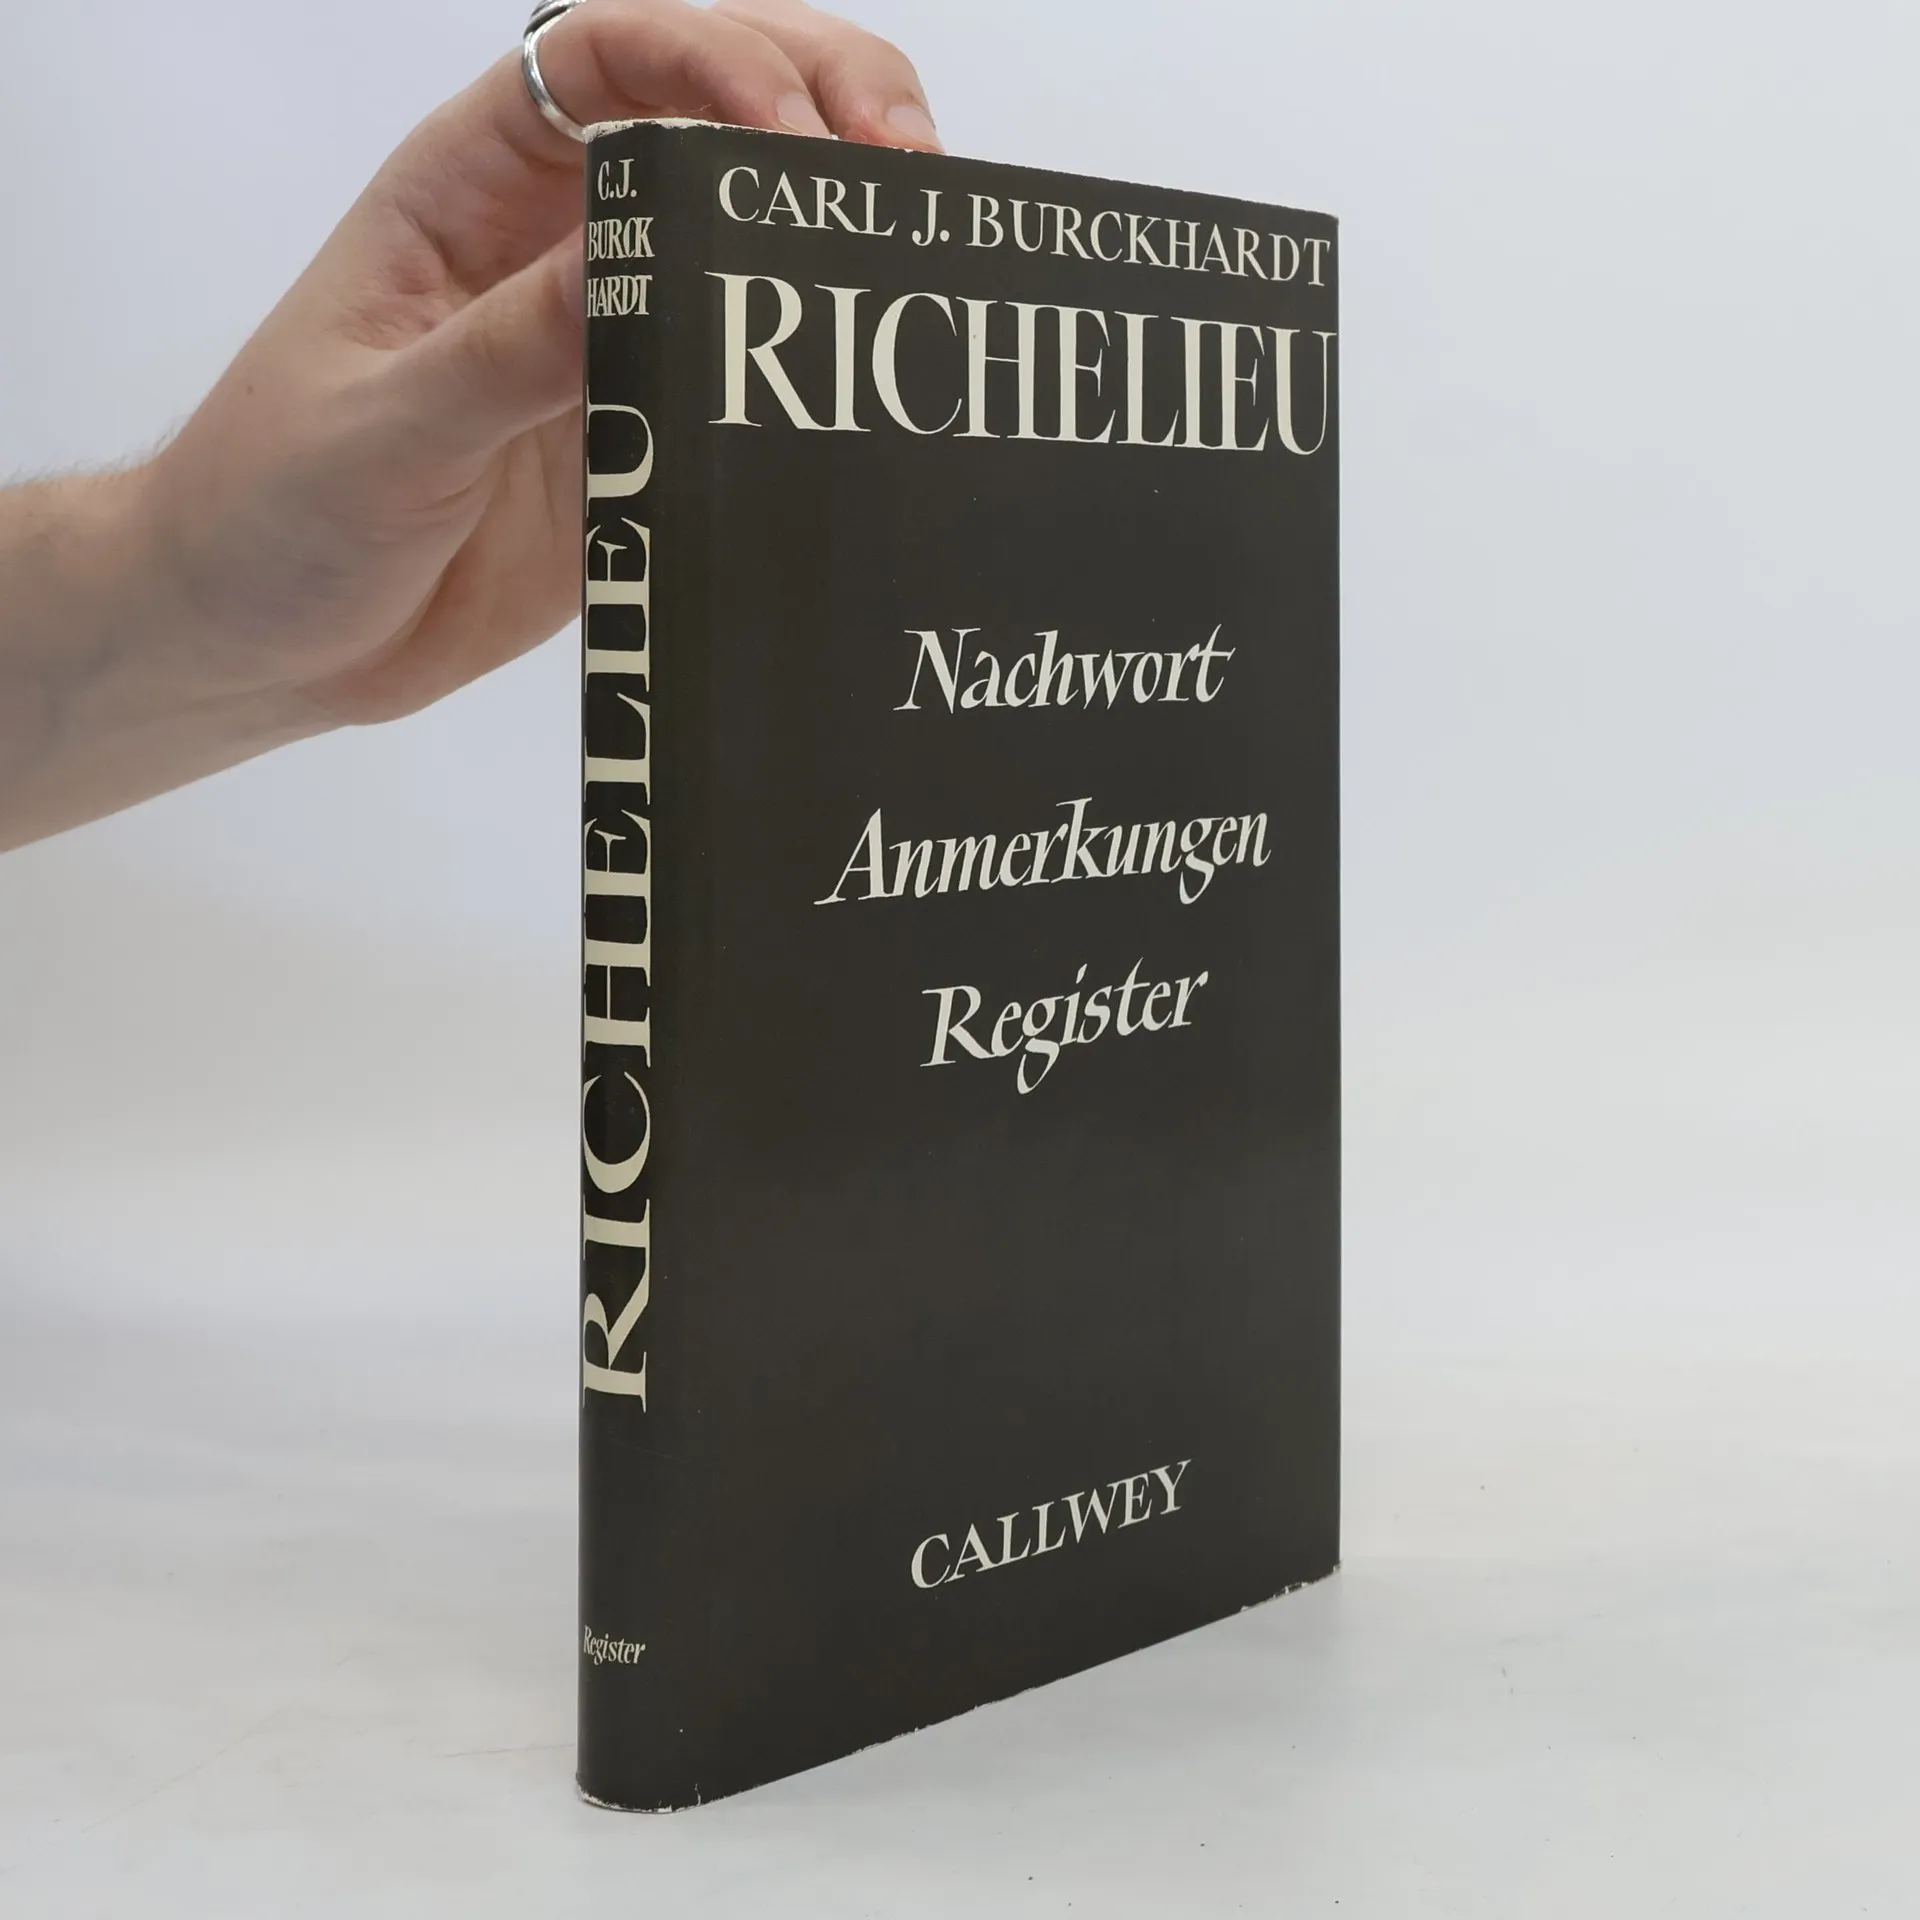 C.J.
BURCK
HARDT
RICHELIEU
Register
CARL J. BURCKHARDT
RICHELIEU
Nachwort
Anmerkungen
Register
CALLWEY